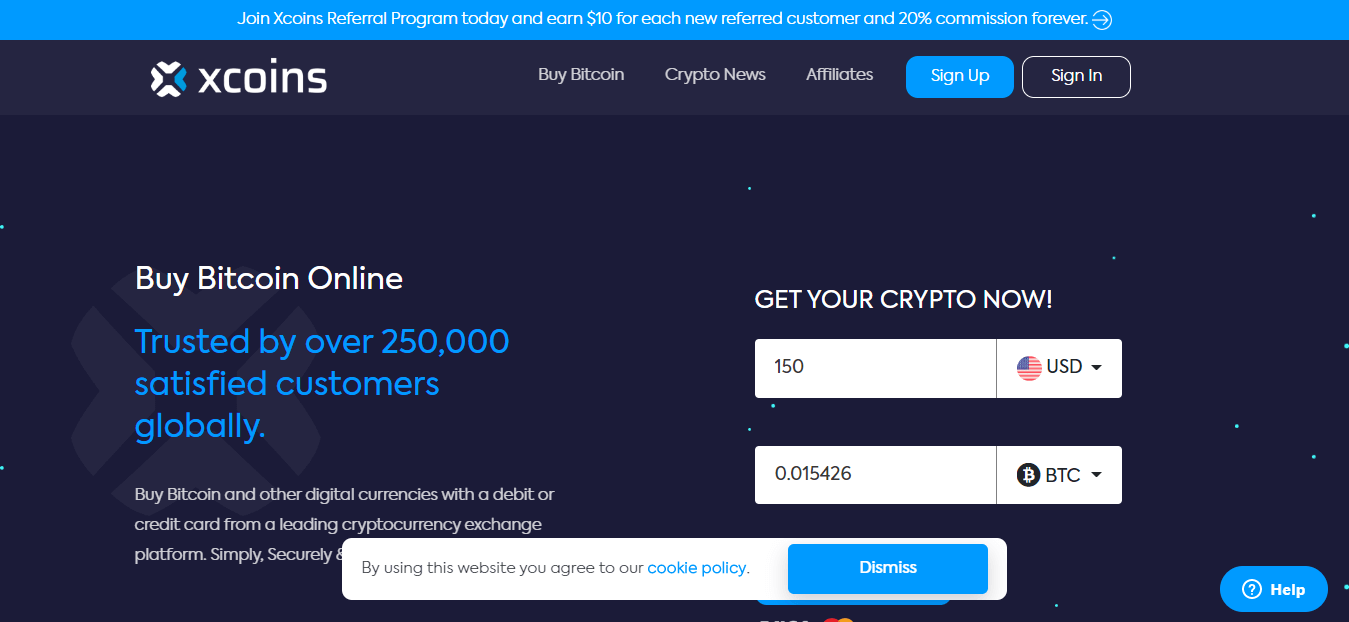 Join Xcoins Referral Program today and earn $10 for each new referred customer and 20% commission forever.
xcoins
Buy Bitcoin
Crypto News
Affiliates
Sign Up
Sign In
Buy Bitcoin Online
Trusted by over 250,000
satisfied customers
globally.
Buy Bitcoin and other digital currencies with a debit or
credit card from a leading cryptocurrency exchange
platform. Simply, Securely &
GET YOUR CRYPTO NOW!
150
USD
0.015426
BTC
By using this website you agree to our cookie policy.
Dismiss
Help